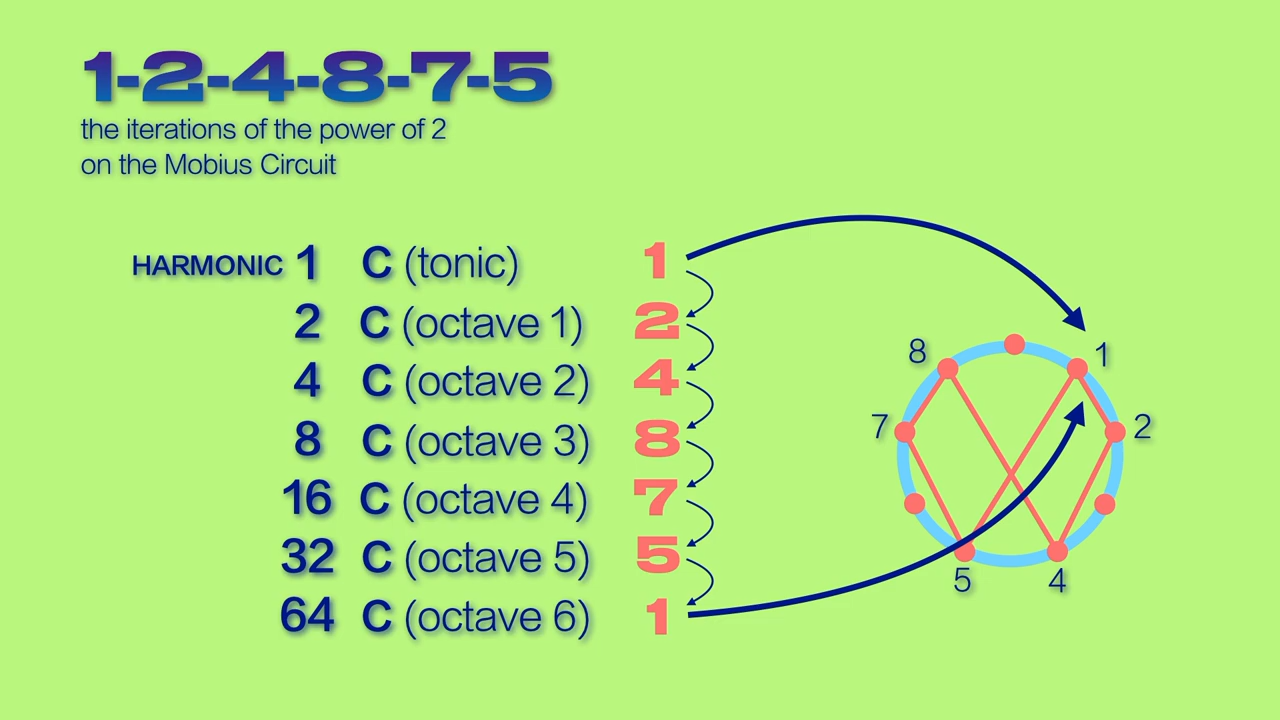 1-2-4-8-7-5
the iterations of the power of 2
on the Mobius Circuit
HARMONIC 1 C (tonic) 1
2 C (octave 1) 2
4 C (octave 2) 4
8 C (octave 3) 8
16 C (octave 4) 7
32 C (octave 5) 5
64 C (octave 6) 1
8 1
7 2
5 4